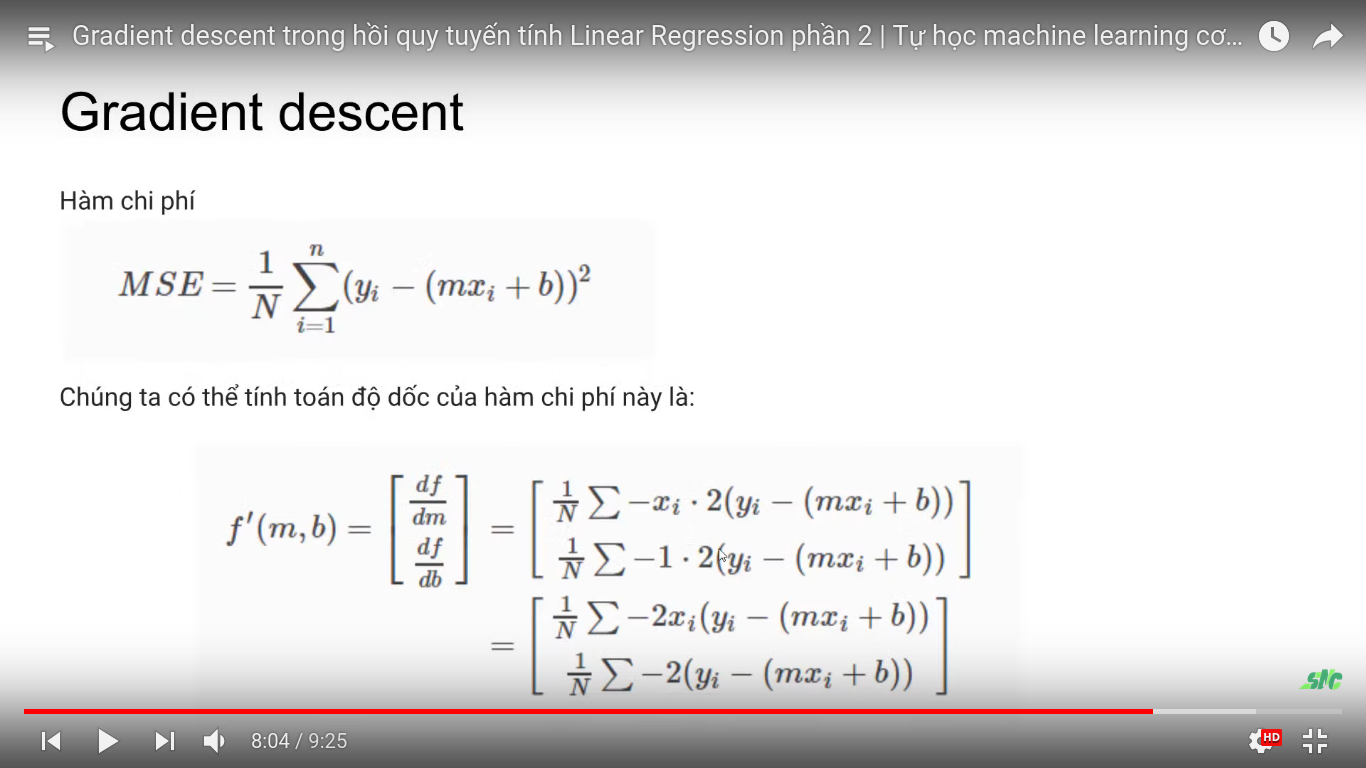 Gradient descent trong hồi quy tuyến tính Linear Regression phần 2 | Tự học machine learning cơ...
Gradient descent
Hàm chi phí
MSE = \frac{1}{N} \sum_{i=1}^{n} (y_i − (mx_i + b))^2
Chúng ta có thể tính toán độ dốc của hàm chi phí này là:
f'(m, b) = \begin{bmatrix} \frac{df}{dm} \\ \frac{df}{db} \end{bmatrix} = \begin{bmatrix} \frac{1}{N} \sum −x_i · 2(y_i − (mx_i + b)) \\ \frac{1}{N} \sum −1 · 2(y_i − (mx_i + b)) \end{bmatrix}
= \begin{bmatrix} \frac{1}{N} \sum −2x_i(y_i − (mx_i + b)) \\ \frac{1}{N} \sum −2(y_i − (mx_i + b)) \end{bmatrix}
8:04 / 9:25
HD